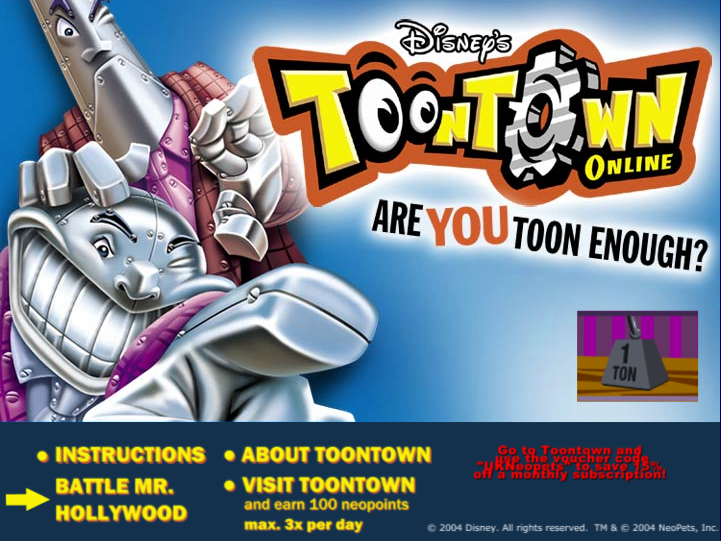 Disney's
TOONTOWN
ONLINE
ARE YOU TOON ENOUGH?
1
TON
• INSTRUCTIONS
BATTLE MR.
HOLLYWOOD
• ABOUT TOONTOWN
• VISIT TOONTOWN
and earn 100 neopoints
max. 3x per day
Go to Toontown and
use the voucher code
"UKNeopets" to save 15%
off a monthly subscription!
© 2004 Disney. All rights reserved. TM & © 2004 NeoPets, Inc.